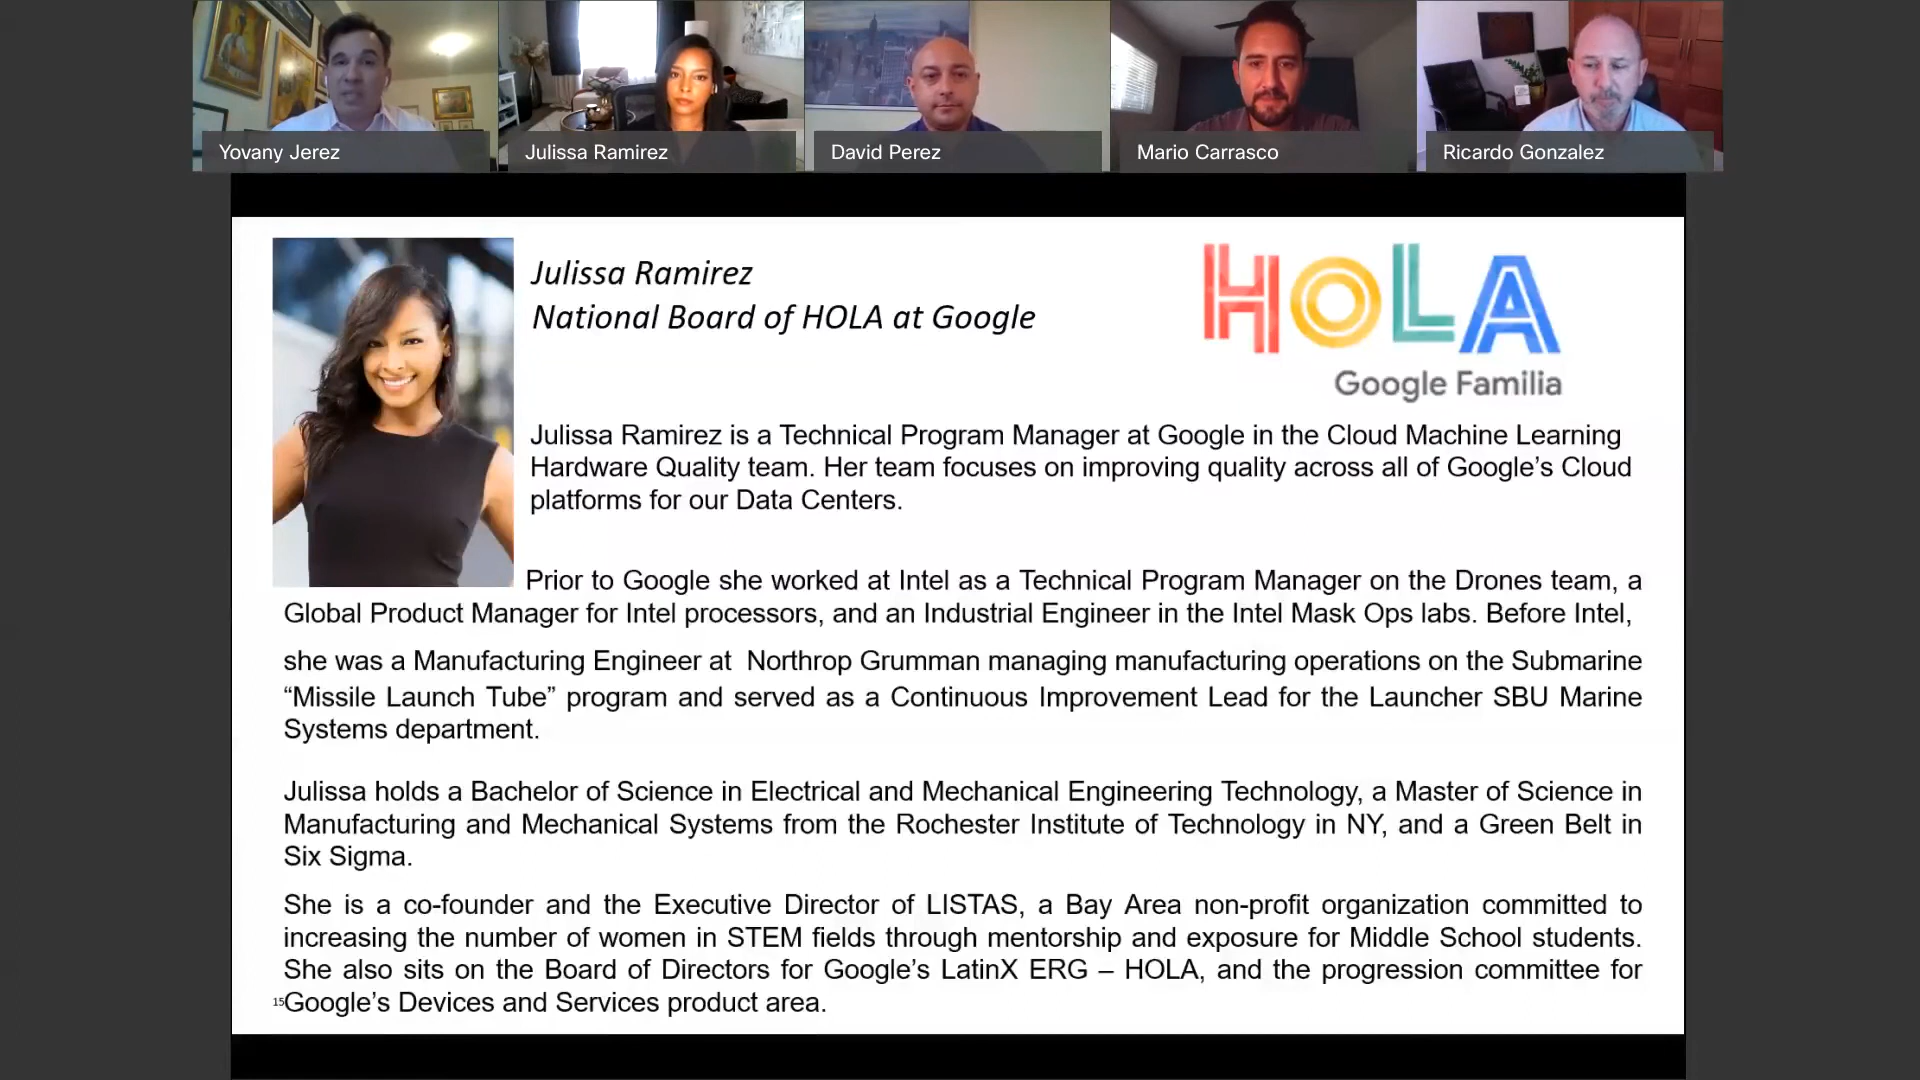 Yovany Jerez
Julissa Ramirez
David Perez
Mario Carrasco
Ricardo Gonzalez
Julissa Ramirez
National Board of HOLA at Google
HOLA
Google Familia
Julissa Ramirez is a Technical Program Manager at Google in the Cloud Machine Learning
Hardware Quality team. Her team focuses on improving quality across all of Google’s Cloud
platforms for our Data Centers.
Prior to Google she worked at Intel as a Technical Program Manager on the Drones team, a
Global Product Manager for Intel processors, and an Industrial Engineer in the Intel Mask Ops labs. Before Intel,
she was a Manufacturing Engineer at Northrop Grumman managing manufacturing operations on the Submarine
“Missile Launch Tube” program and served as a Continuous Improvement Lead for the Launcher SBU Marine
Systems department.
Julissa holds a Bachelor of Science in Electrical and Mechanical Engineering Technology, a Master of Science in
Manufacturing and Mechanical Systems from the Rochester Institute of Technology in NY, and a Green Belt in
Six Sigma.
She is a co-founder and the Executive Director of LISTAS, a Bay Area non-profit organization committed to
increasing the number of women in STEM fields through mentorship and exposure for Middle School students.
She also sits on the Board of Directors for Google’s LatinX ERG – HOLA, and the progression committee for
15 Google’s Devices and Services product area.